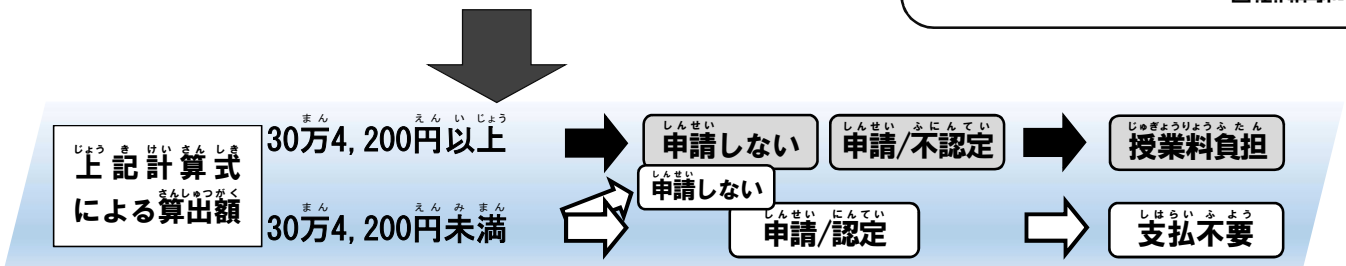 上記計算式
による算出額
30万4,200円以上
申請しない
申請/不認定
授業料負担
申請しない
30万4,200円未満
申請/認定
支払不要